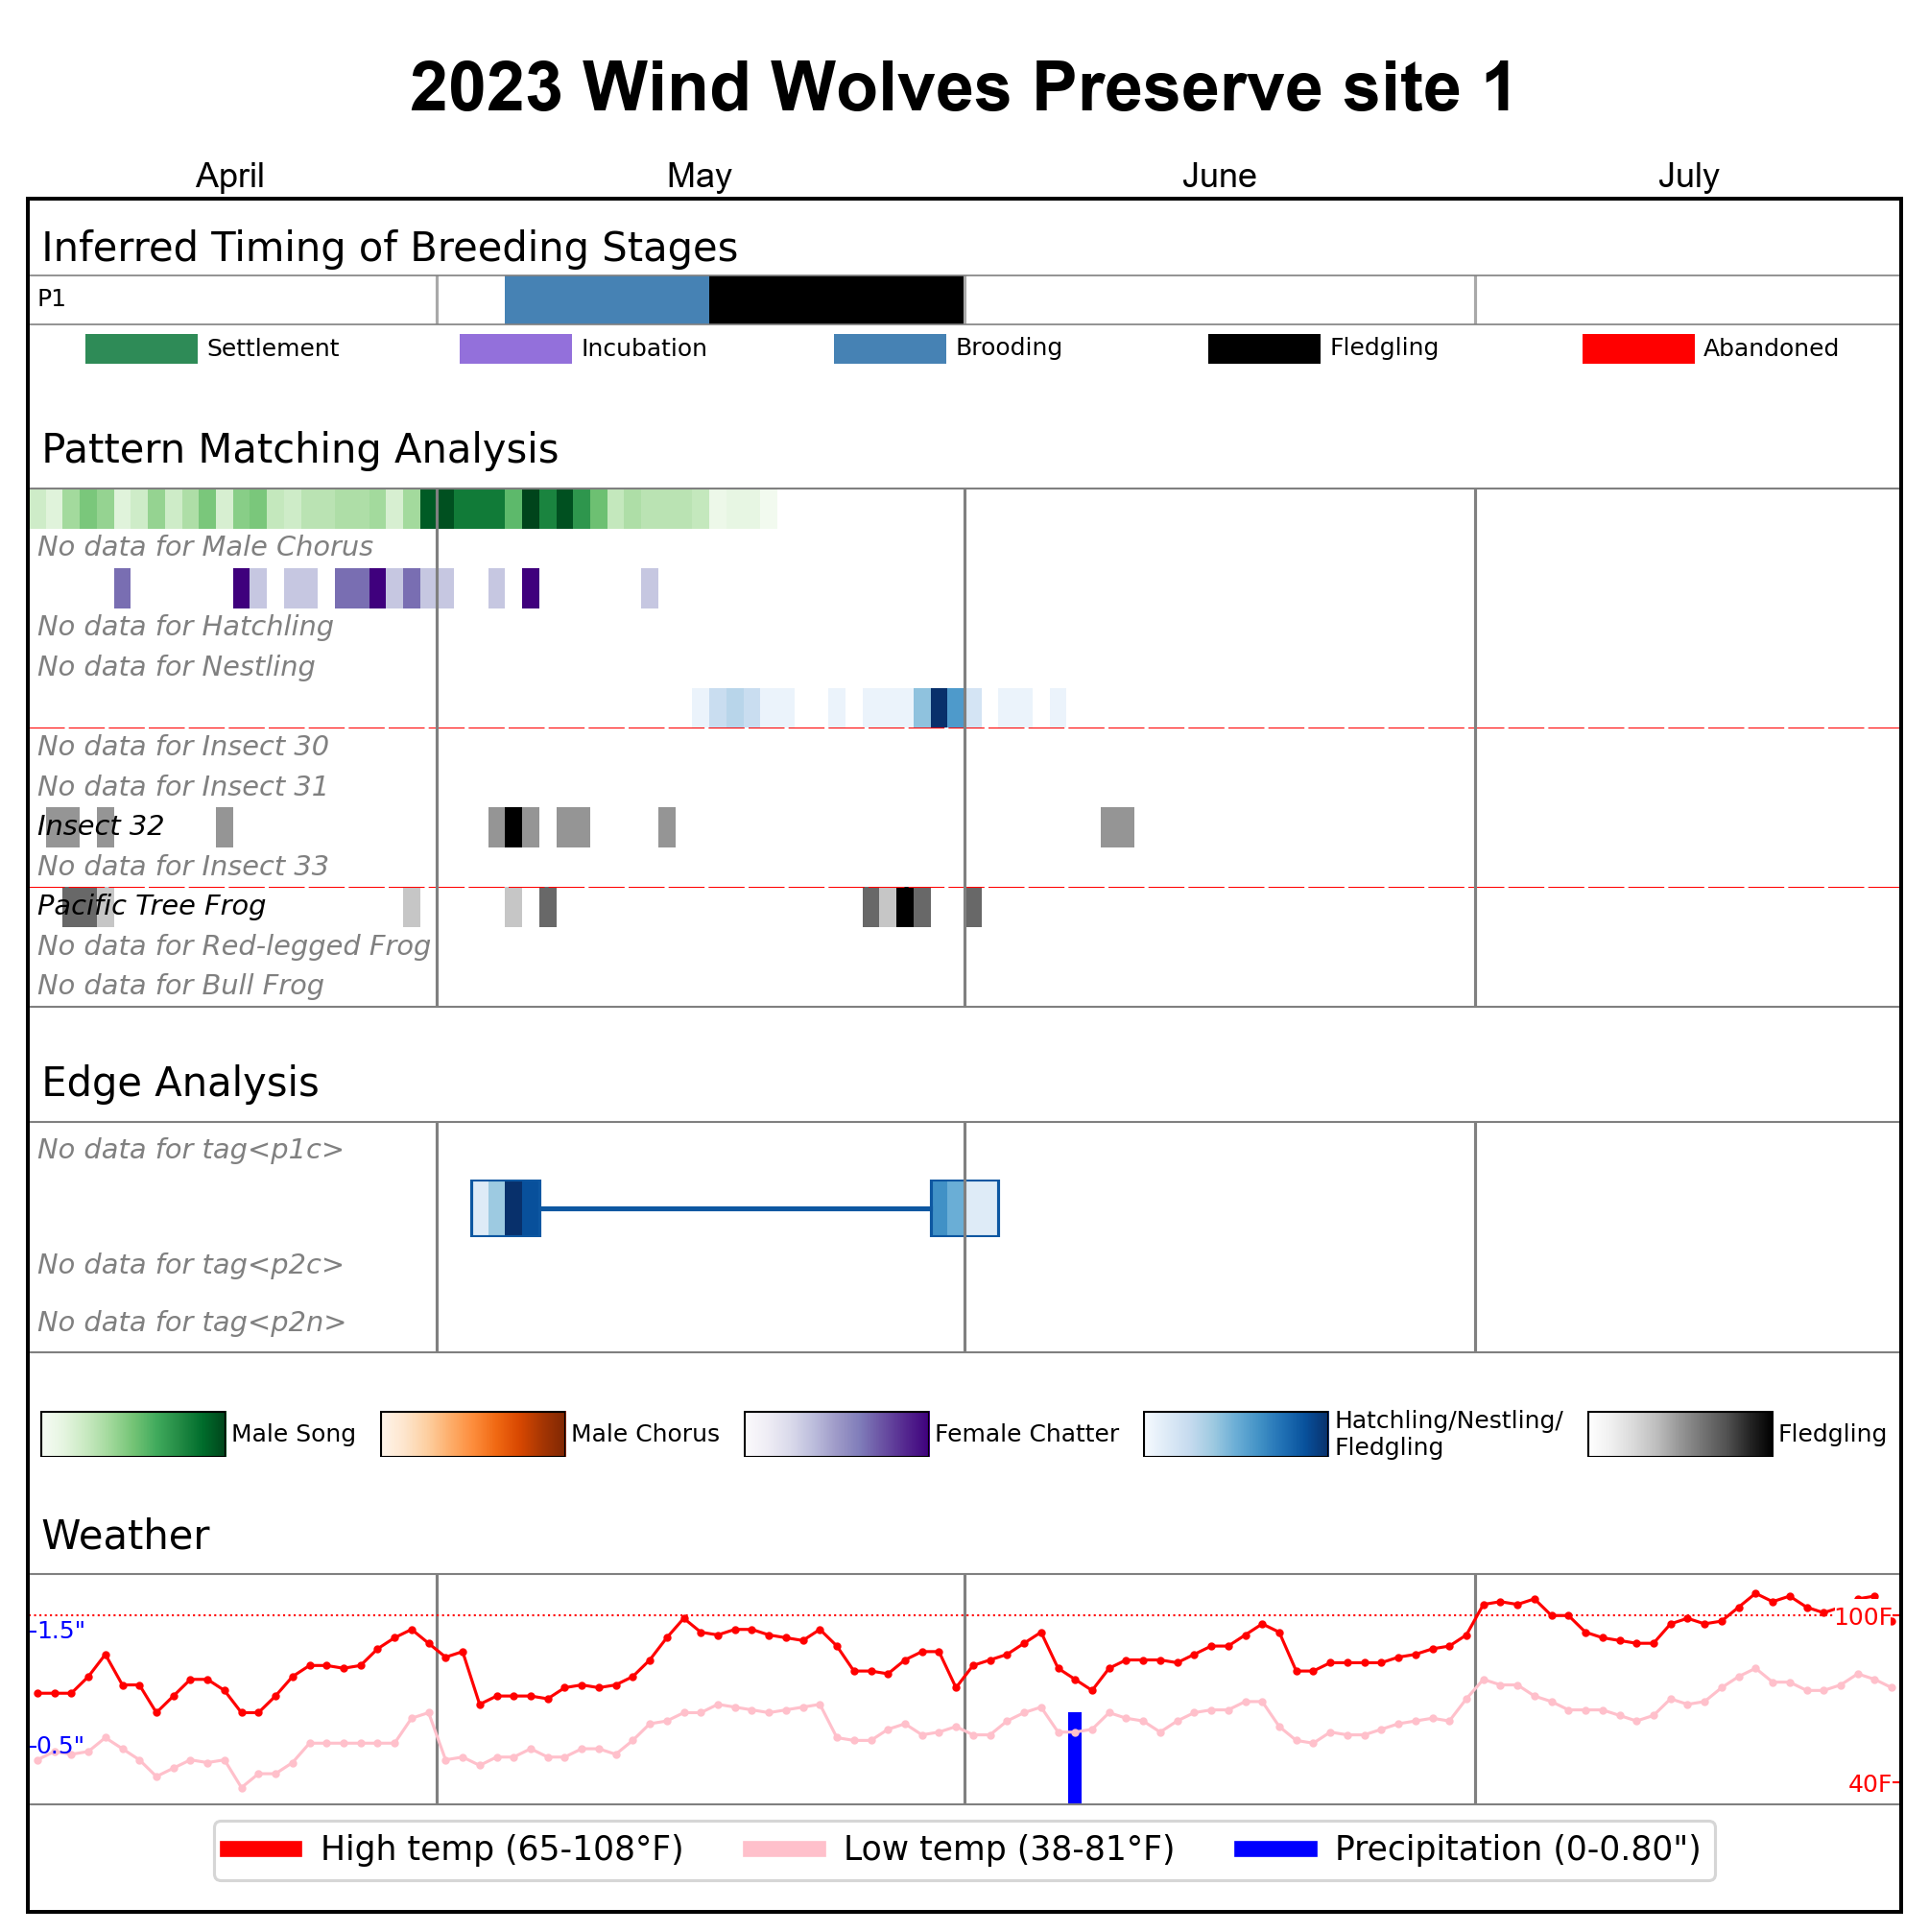 2023 Wind Wolves Preserve site 1
April May June July
Inferred Timing of Breeding Stages
P1
Settlement Incubation Brooding Fledgling Abandoned
Pattern Matching Analysis
No data for Male Chorus
No data for Hatchling
No data for Nestling
No data for Insect 30
No data for Insect 31
Insect 32
No data for Insect 33
Pacific Tree Frog
No data for Red-legged Frog
No data for Bull Frog
Edge Analysis
No data for tag<p1c>
No data for tag<p2c>
No data for tag<p2n>
Male Song Male Chorus Female Chatter Hatchling/Nestling/
Fledgling Fledgling
Weather
1.5" 100F
0.5" 40F
High temp (65-108°F) Low temp (38-81°F) Precipitation (0-0.80")